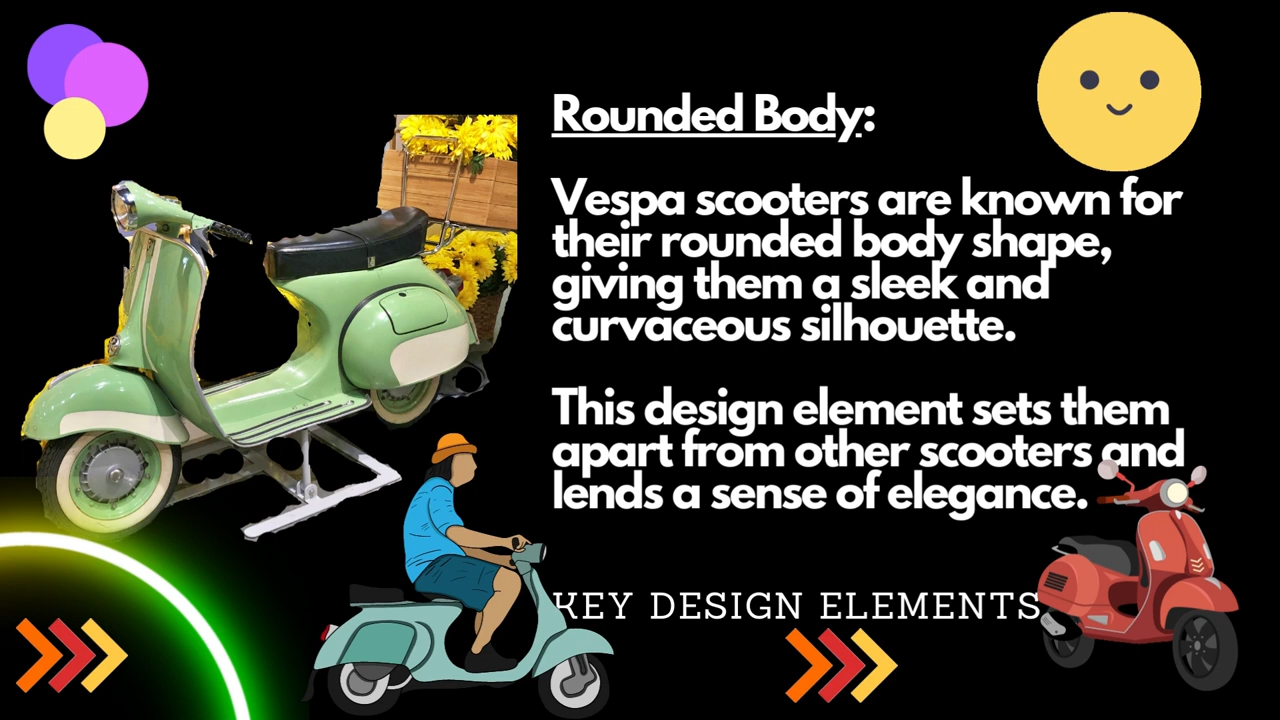 Rounded Body:
Vespa scooters are known for
their rounded body shape,
giving them a sleek and
curvaceous silhouette.
This design element sets them
apart from other scooters and
lends a sense of elegance.
KEY DESIGN ELEMENTS